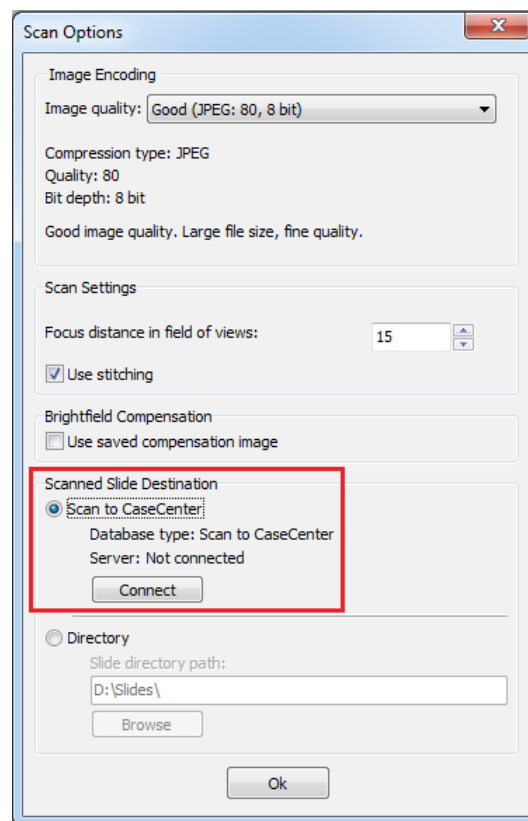 Scan Options
Image Encoding
Image quality: Good (JPEG: 80, 8 bit)
Compression type: JPEG
Quality: 80
Bit depth: 8 bit
Good image quality. Large file size, fine quality.
Scan Settings
Focus distance in field of views: 15
Use stitching
Brightfield Compensation
Use saved compensation image
Scanned Slide Destination
Scan to CaseCenter
Database type: Scan to CaseCenter
Server: Not connected
Connect
Directory
Slide directory path:
D:\Slides\
Browse
Ok